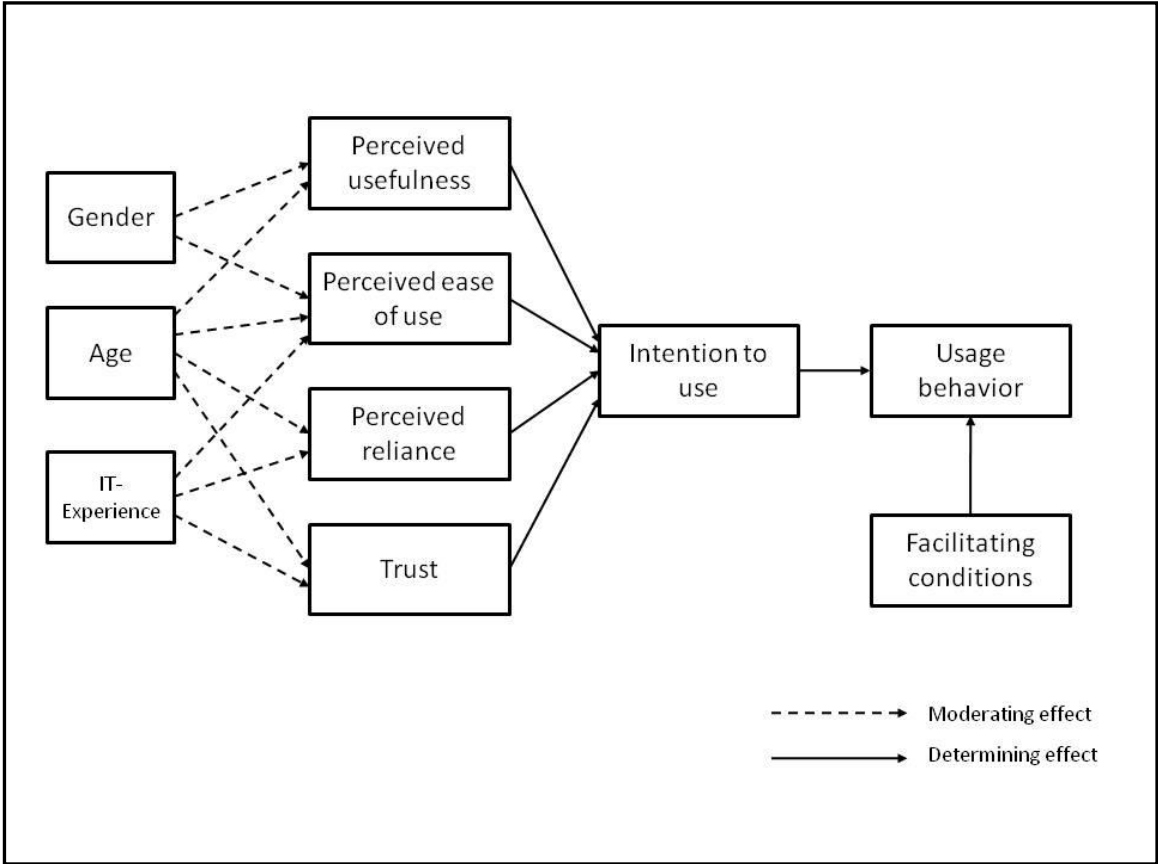 Gender
Age
IT-
Experience
Perceived
usefulness
Perceived ease
of use
Perceived
reliance
Trust
Intention to
use
Usage
behavior
Facilitating
conditions
Moderating effect
Determining effect